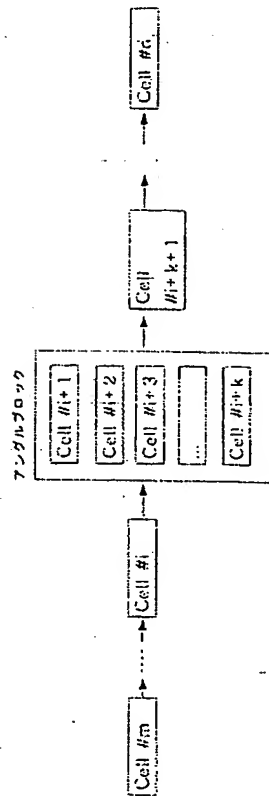 アングルブロック
Cell #m
Cell #i
Cell #i+1
Cell #i+2
Cell #i+3
...
Cell #i+k
Cell
#i+k+1
Cell #d